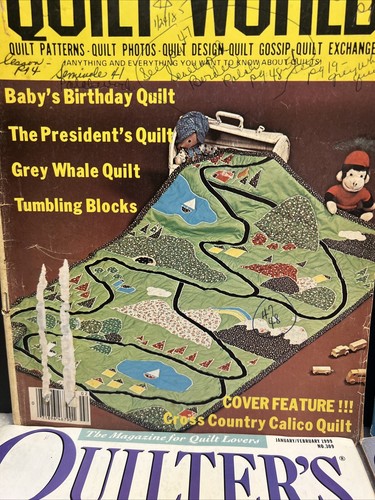 QUILT WORLD
QUILT PATTERNS · QUILT PHOTOS · QUILT DESIGN · QUILT GOSSIP · QUILT EXCHANGE
ANYTHING AND EVERYTHING YOU WANT TO KNOW ABOUT QUILTS!
Baby's Birthday Quilt
The President's Quilt
Grey Whale Quilt
Tumbling Blocks
COVER FEATURE !!!
Cross Country Calico Quilt
The Magazine for Quilt Lovers
JANUARY/FEBRUARY 1999
NO. 309
QUILTER'S